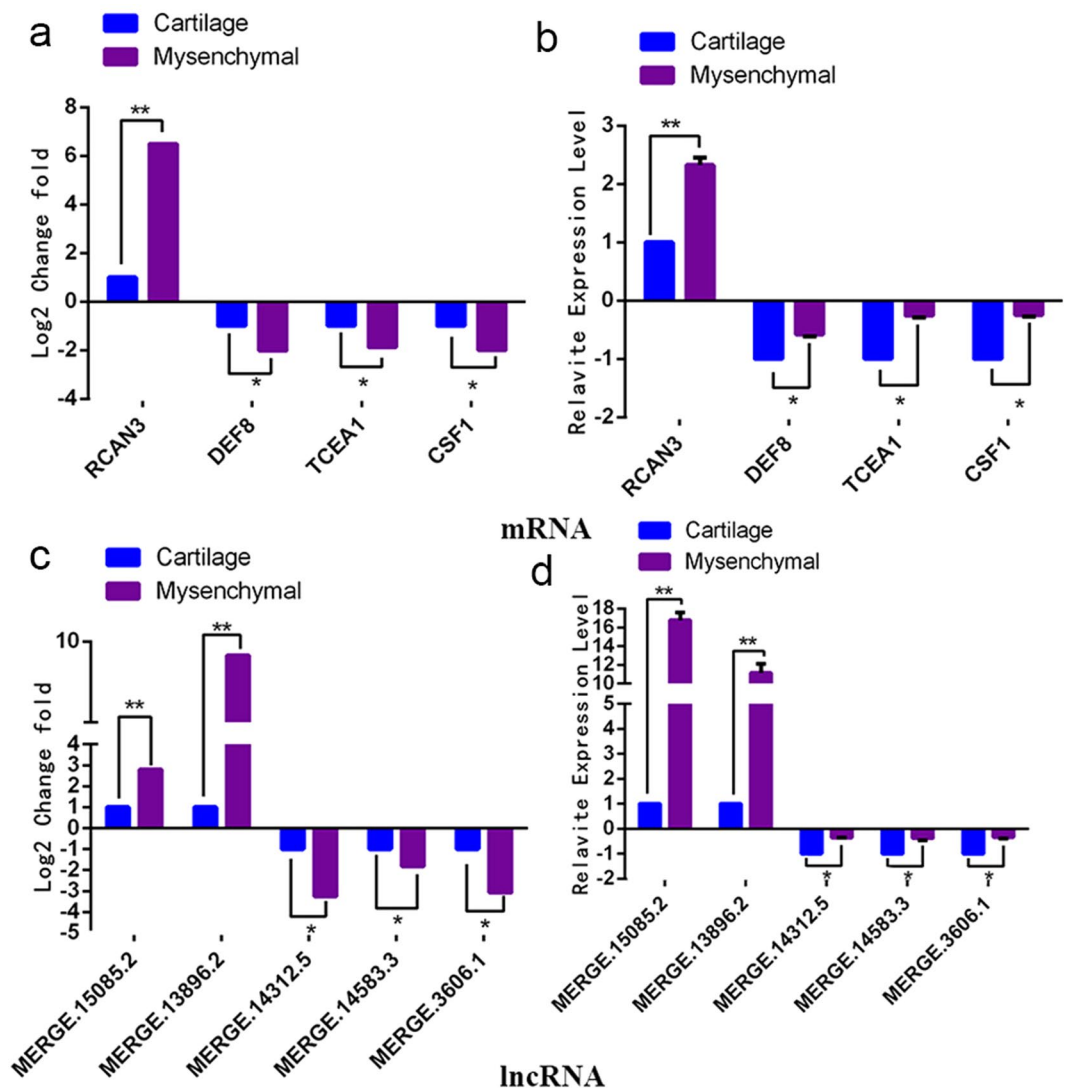 a
Cartilage
Mysenchymal
Log2 Change fold
8
6
4
2
0
-2
-4
**
*
*
*
RCAN3
DEF8
TCEA1
CSF1
b
Cartilage
Mysenchymal
Relavite Expression Level
3
2
1
0
-1
-2
**
*
*
*
RCAN3
DEF8
TCEA1
CSF1
mRNA
c
Cartilage
Mysenchymal
Log2 Change fold
10
4
3
2
1
0
-1
-2
-3
-4
-5
**
**
*
*
*
MERGE.15085.2
MERGE.13896.2
MERGE.14312.5
MERGE.14583.3
MERGE.3606.1
d
Cartilage
Mysenchymal
Relavite Expression Level
18
16
14
12
10
5
4
3
2
1
0
-1
-2
**
**
*
*
*
MERGE.15085.2
MERGE.13896.2
MERGE.14312.5
MERGE.14583.3
MERGE.3606.1
lncRNA